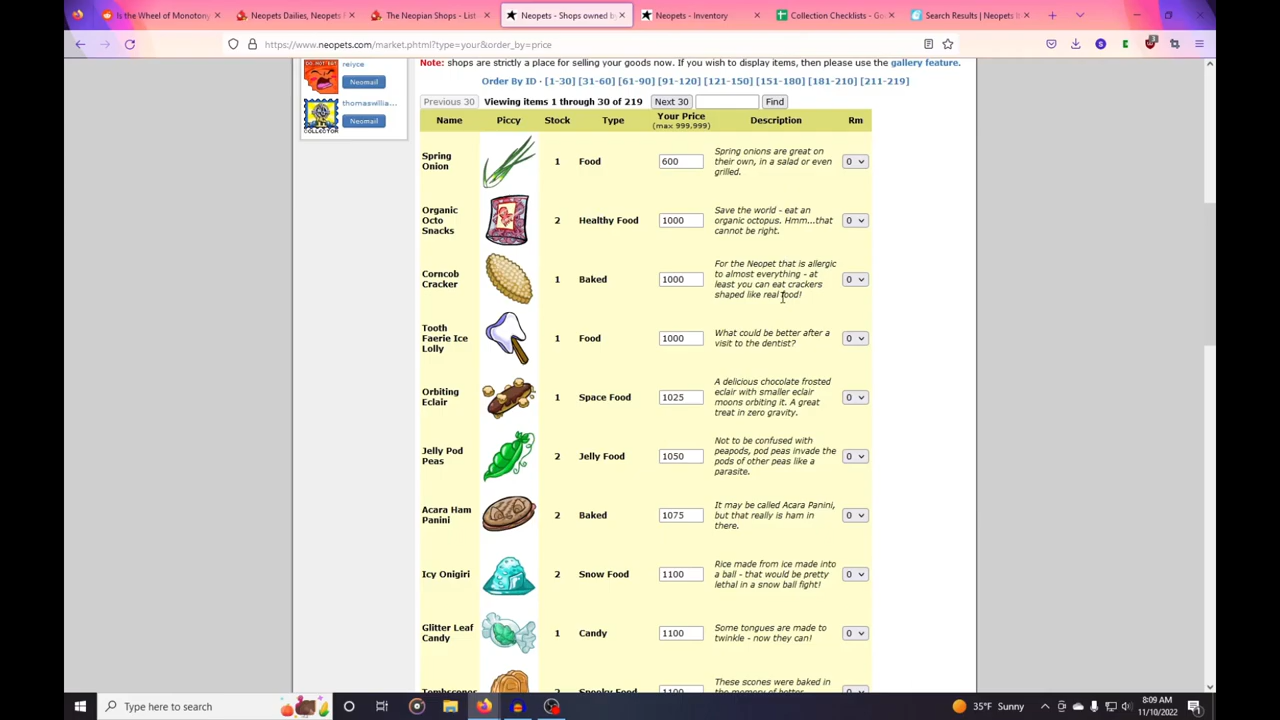 Is the Wheel of Monotony
Neopets Dailies, Neopets F
The Neopian Shops - List
Neopets - Shops owned by
Neopets - Inventory
Collection Checklists - Goo
Search Results | Neopets It
https://www.neopets.com/market.phtml?type=your&order_by=price
reiyce
Neomail
thomaswillia...
Neomail
Note: shops are strictly a place for selling your goods now. If you wish to display items, then please use the gallery feature.
Order By ID · [1-30] [31-60] [61-90] [91-120] [121-150] [151-180] [181-210] [211-219]
Previous 30 Viewing items 1 through 30 of 219 Next 30 Find
Name Piccy Stock Type Your Price Description Rm
(max 999,999)
Spring
Onion
1 Food 600
Spring onions are great on
their own, in a salad or even
grilled.
0
Organic
Octo
Snacks
2 Healthy Food 1000
Save the world - eat an
organic octopus. Hmm...that
cannot be right.
0
Corncob
Cracker
1 Baked 1000
For the Neopet that is allergic
to almost everything - at
least you can eat crackers
shaped like real food!
0
Tooth
Faerie Ice
Lolly
1 Food 1000
What could be better after a
visit to the dentist?
0
Orbiting
Eclair
1 Space Food 1025
A delicious chocolate frosted
eclair with smaller eclair
moons orbiting it. A great
treat in zero gravity.
0
Jelly Pod
Peas
2 Jelly Food 1050
Not to be confused with
peapods, pod peas invade the
pods of other peas like a
parasite.
0
Acara Ham
Panini
2 Baked 1075
It may be called Acara Panini,
but that really is ham in
there.
0
Icy Onigiri
2 Snow Food 1100
Rice made from ice made into
a ball - that would be pretty
lethal in a snow ball fight!
0
Glitter Leaf
Candy
1 Candy 1100
Some tongues are made to
twinkle - now they can!
0
These scones were baked in
Type here to search
35°F Sunny
8:09 AM
11/10/2022